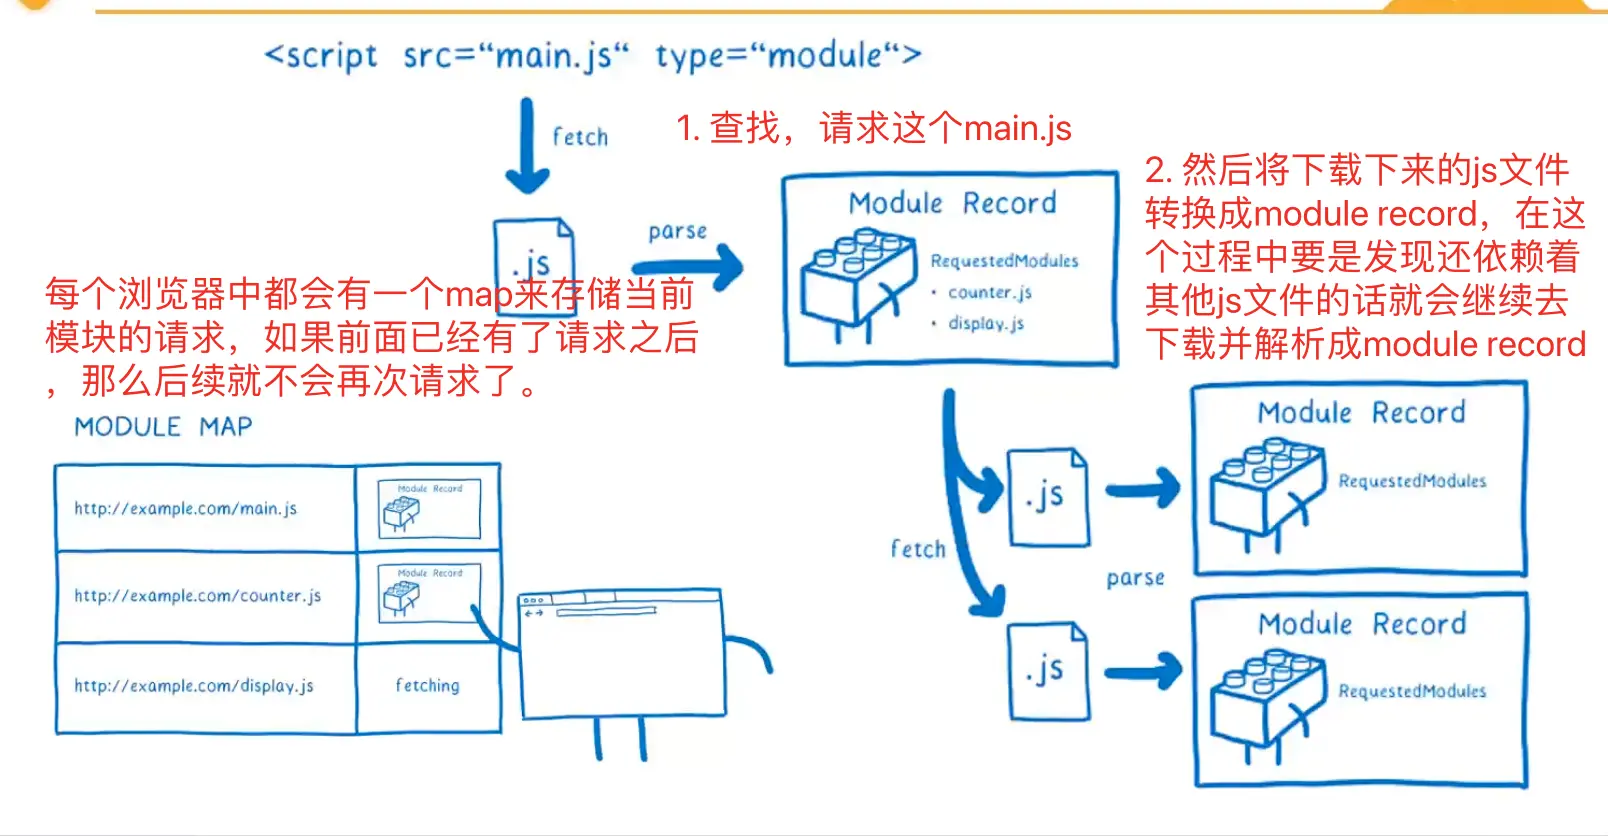 <script src=“main.js“ type=“module“>
fetch
1. 查找，请求这个main.js
2. 然后将下载下来的js文件
转换成module record，在这
个过程中要是发现还依赖着
其他js文件的话就会继续去
下载并解析成module record
.js
parse
Module Record
RequestedModules
• counter.js
• display.js
每个浏览器中都会有一个map来存储当前
模块的请求，如果前面已经有了请求之后
，那么后续就不会再次请求了。
MODULE MAP
http://example.com/main.js
Module Record
http://example.com/counter.js
Module Record
http://example.com/display.js
fetching
fetch
.js
parse
Module Record
RequestedModules
.js
Module Record
RequestedModules